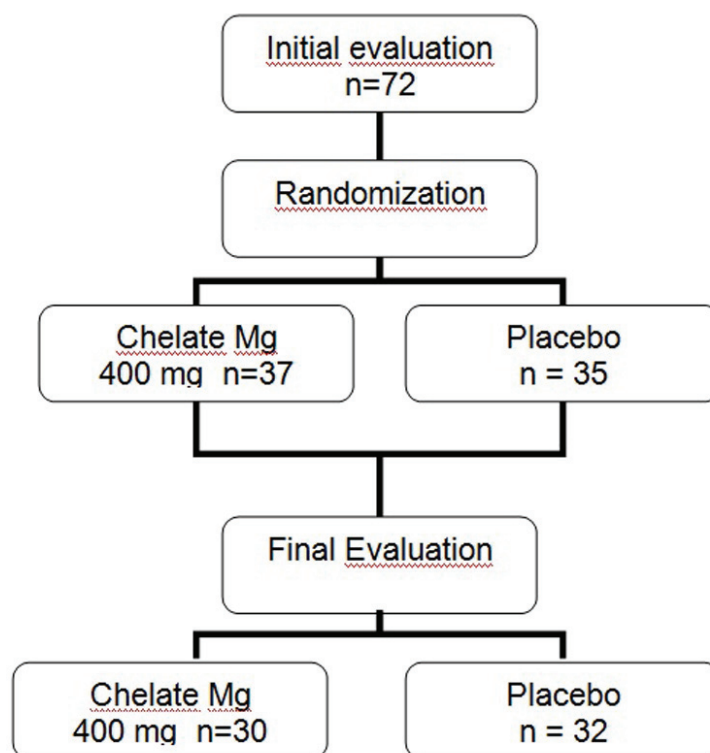 Initial evaluation
n=72
Randomization
Chelate Mg
400 mg n=37
Placebo
n = 35
Final Evaluation
Chelate Mg
400 mg n=30
Placebo
n = 32